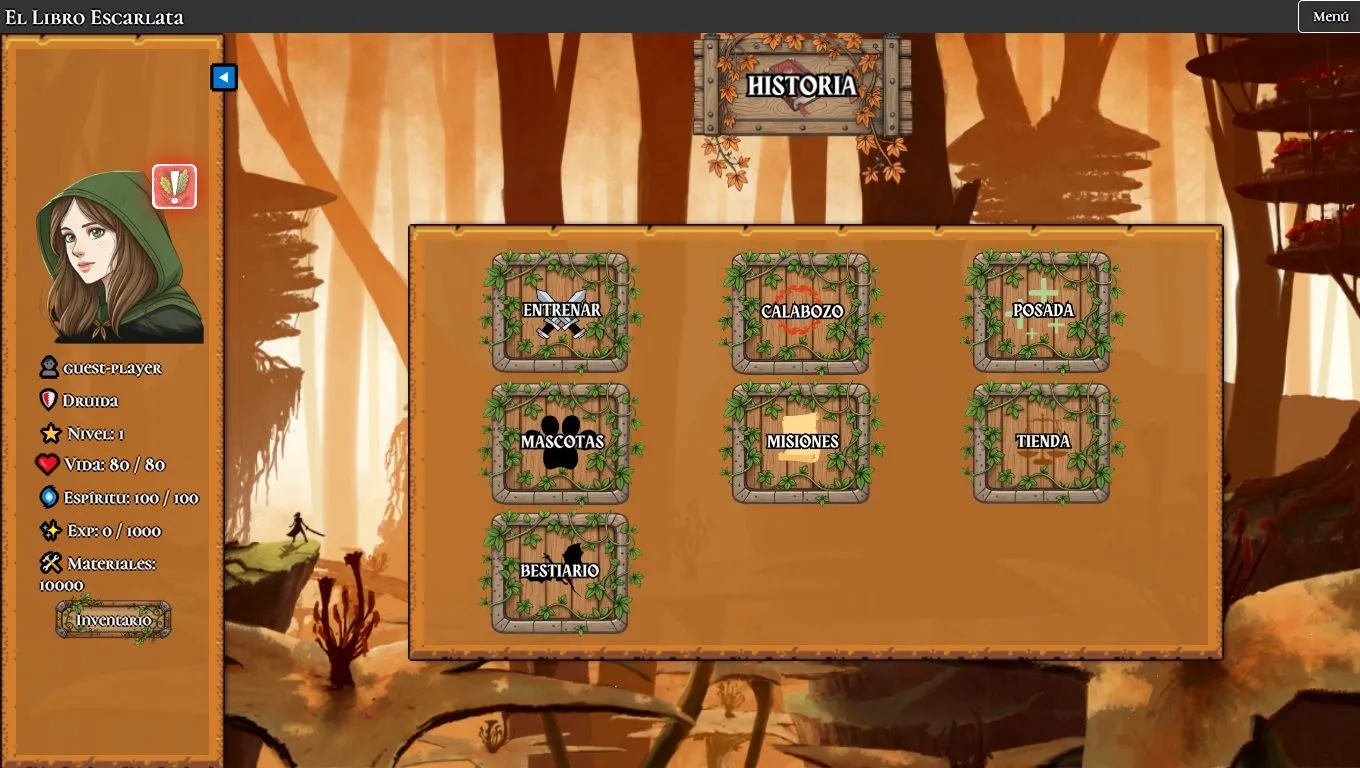 El Libro Escarlata
Menú
HISTORIA
guest-player
Druida
Nivel: 1
Vida: 80 / 80
Espíritu: 100 / 100
Exp: 0 / 1000
Materiales:
10000
Inventario
ENTRENAR
CALABOZO
POSADA
MASCOTAS
MISIONES
TIENDA
BESTIARIO